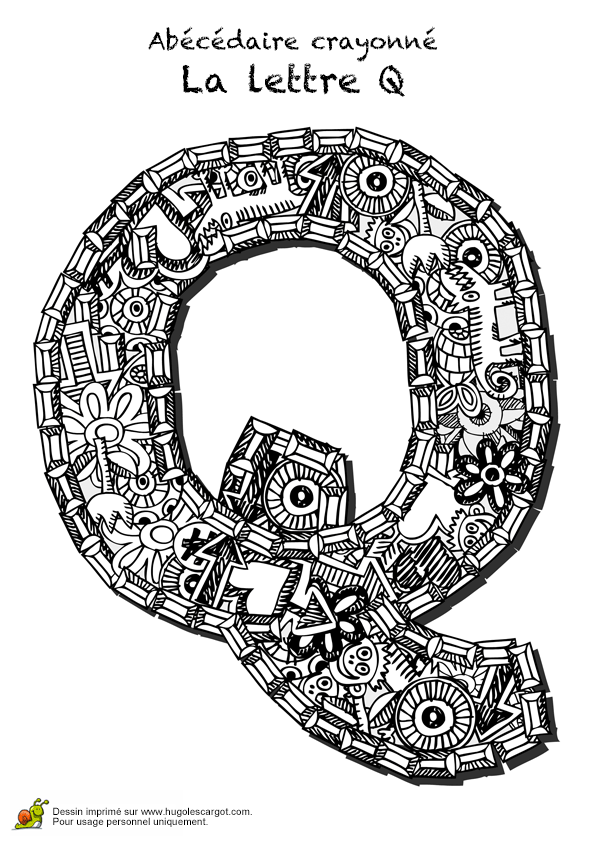 Abécédaire crayonné
La lettre Q
Q
Dessin imprimé sur www.hugolescargot.com.
Pour usage personnel uniquement.